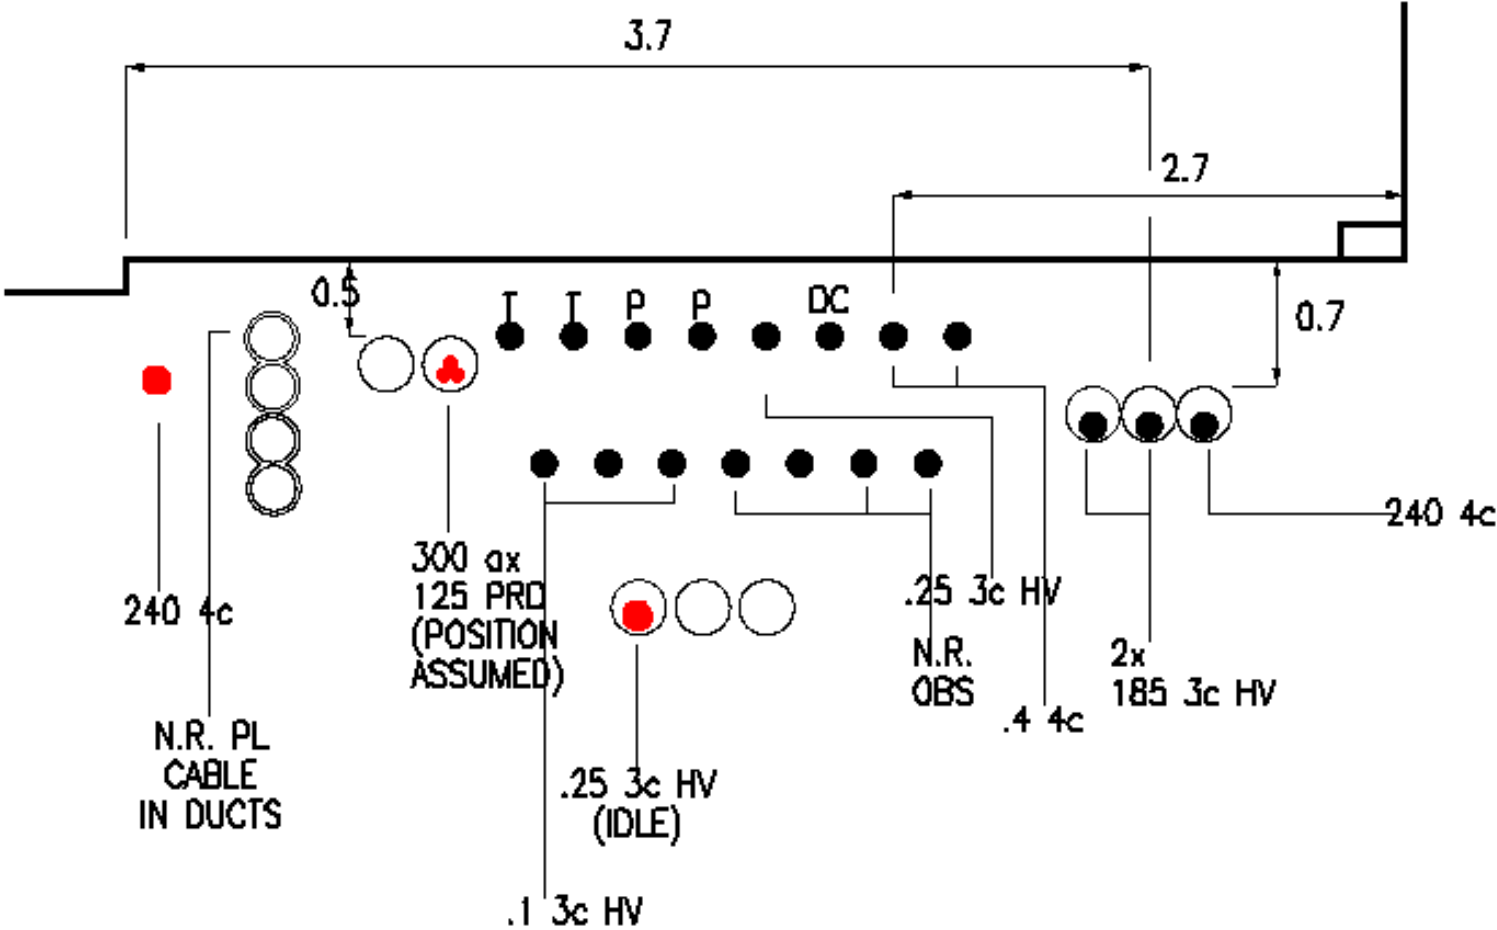 3.7
2.7
0.5
T T P P DC
0.7
240 4c
300 ax
125 PRD
(POSITION
ASSUMED)
240 4c
.25 3c HV
N.R.
OBS
.4 4c
2x
185 3c HV
N.R. PL
CABLE
IN DUCTS
.25 3c HV
(IDLE)
.1 3c HV